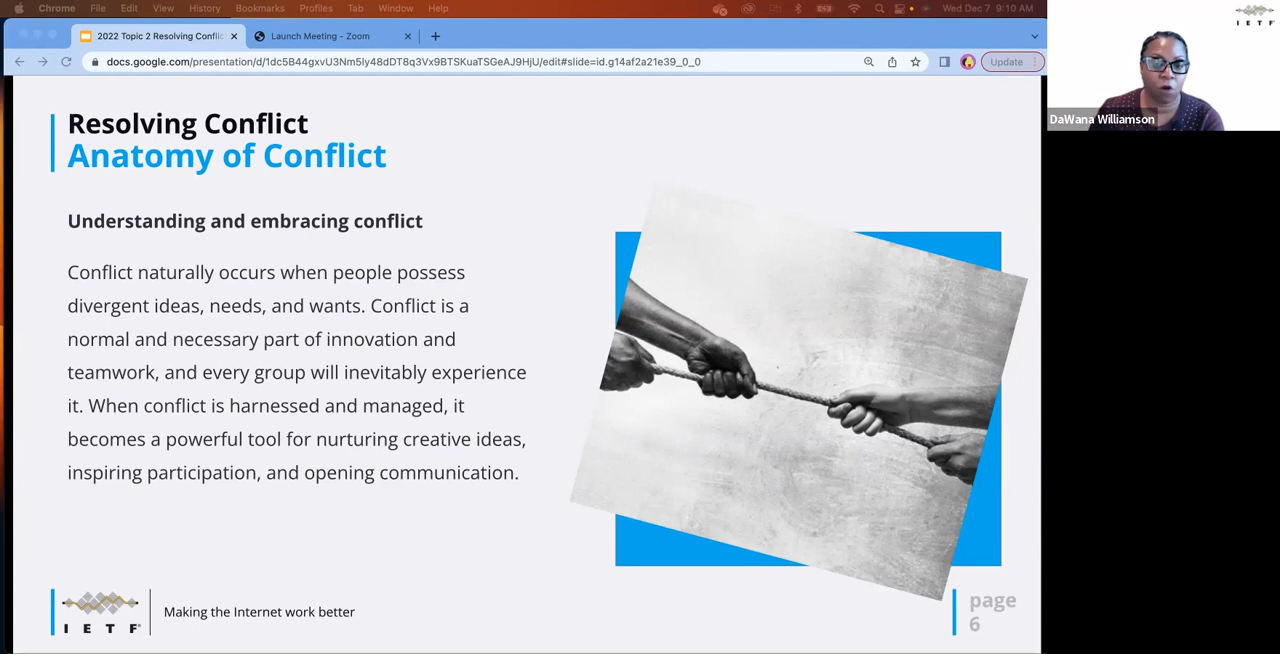 Chrome File Edit View History Bookmarks Profiles Tab Window Help Wed Dec 7 9:10 AM
2022 Topic 2 Resolving Conflic Launch Meeting - Zoom
docs.google.com/presentation/d/1dc5B44gxvU3Nm5Iy48dDT8q3Vx9BTSKuaTSGeAJ9HjU/edit#slide=id.g14af2a21e39_0_0 Update
IETF
DaWana Williamson
Resolving Conflict
Anatomy of Conflict
Understanding and embracing conflict
Conflict naturally occurs when people possess
divergent ideas, needs, and wants. Conflict is a
normal and necessary part of innovation and
teamwork, and every group will inevitably experience
it. When conflict is harnessed and managed, it
becomes a powerful tool for nurturing creative ideas,
inspiring participation, and opening communication.
I E T F®
Making the Internet work better
page
6